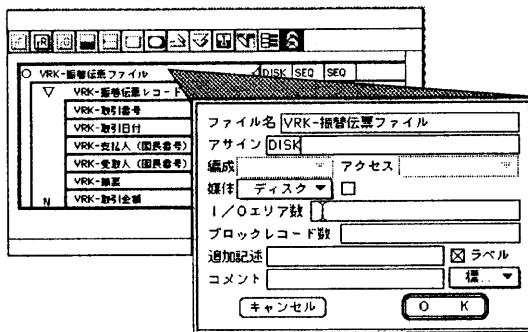 VRK-振替伝票ファイル DISK SEQ SEQ
VRK-振替伝票レコード
VRK-取引番号
VRK-取引日付
VRK-支払人（国民番号）
VRK-受取人（国民番号）
VRK-摘要
N VRK-取引金額
ファイル名 VRK-振替伝票ファイル
アサイン DISK
編成 アクセス
媒体 ディスク
I／Oエリア数
ブロックレコード数
追加記述 ラベル
コメント 標...
キャンセル O K